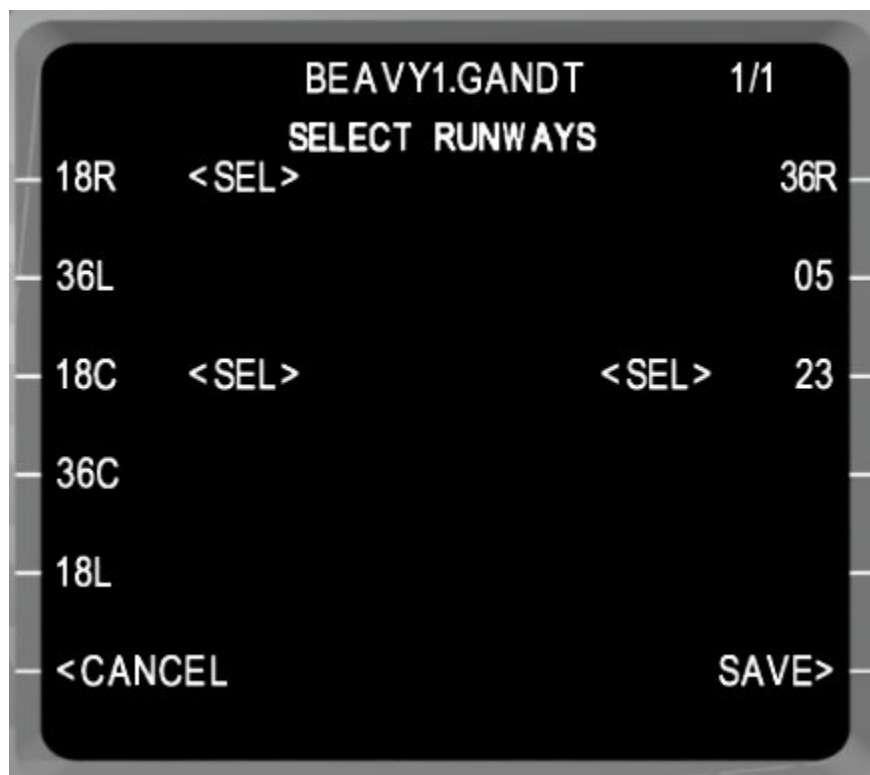 BEAVY1.GANDT 1/1
SELECT RUNWAYS
18R <SEL> 36R
36L 05
18C <SEL> <SEL> 23
36C
18L
<CANCEL SAVE>